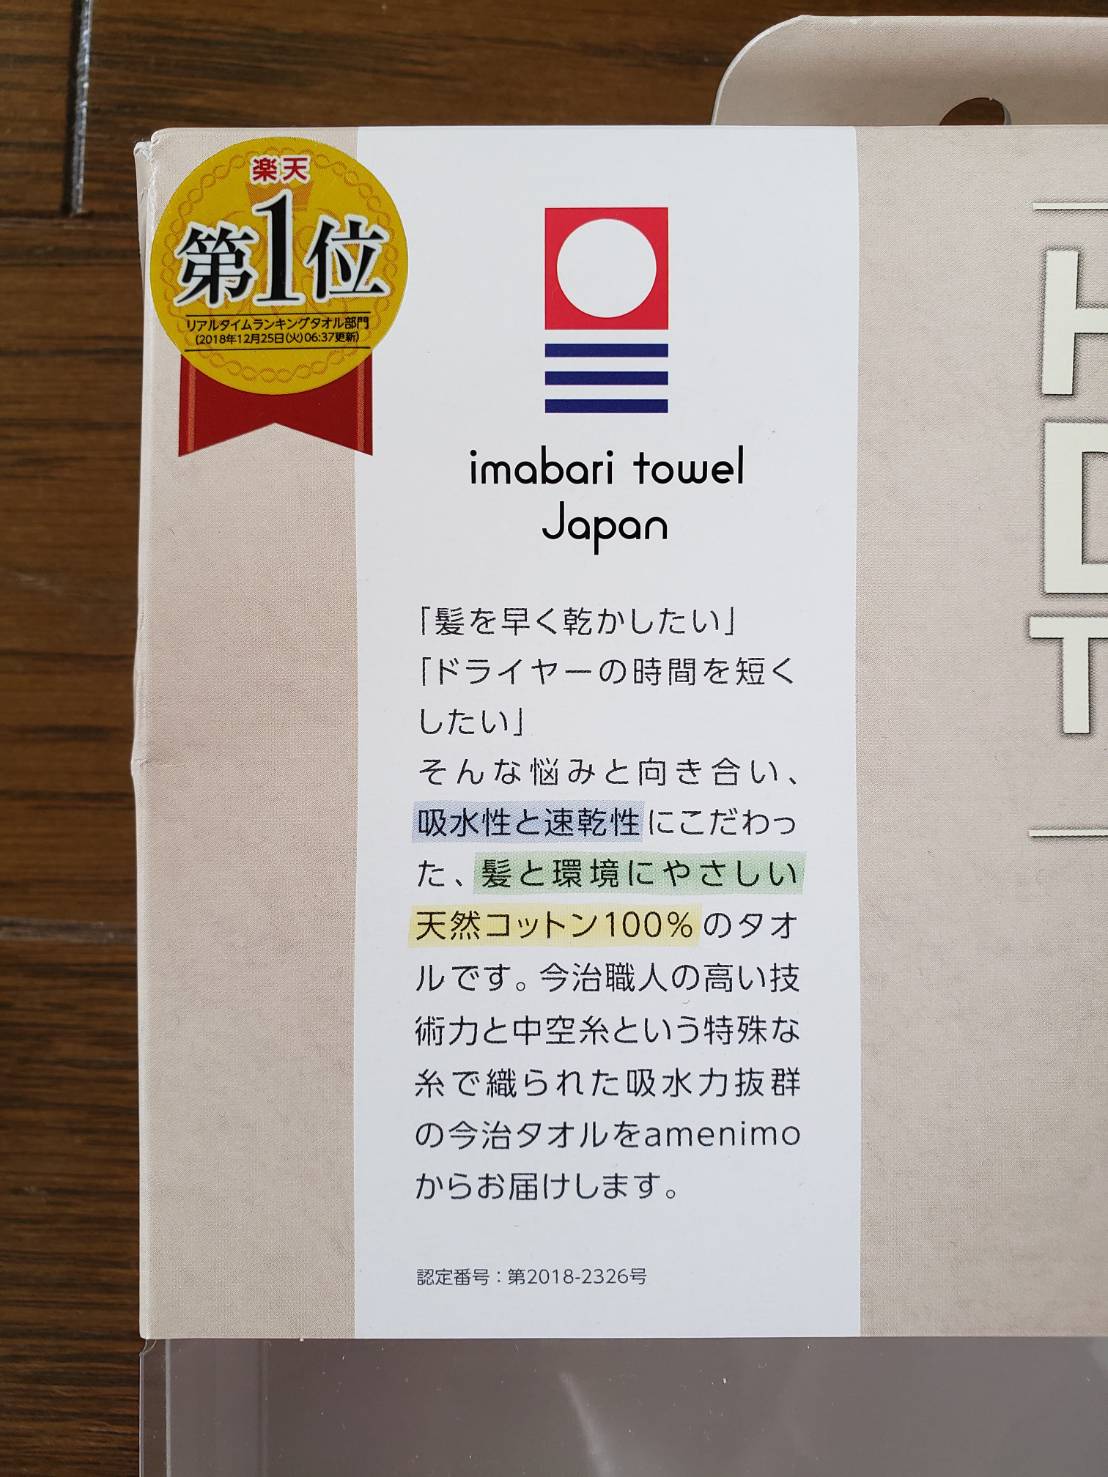 楽天
第1位
リアルタイムランキングタオル部門
(2018年12月25日(火)06:37更新)
imabari towel
Japan
「髪を早く乾かしたい」
「ドライヤーの時間を短く
したい」
そんな悩みと向き合い、
吸水性と速乾性にこだわっ
た、髪と環境にやさしい
天然コットン100%のタオ
ルです。今治職人の高い技
術力と中空糸という特殊な
糸で織られた吸水力抜群
の今治タオルをamenimo
からお届けします。
認定番号：第2018-2326号
H
D
T